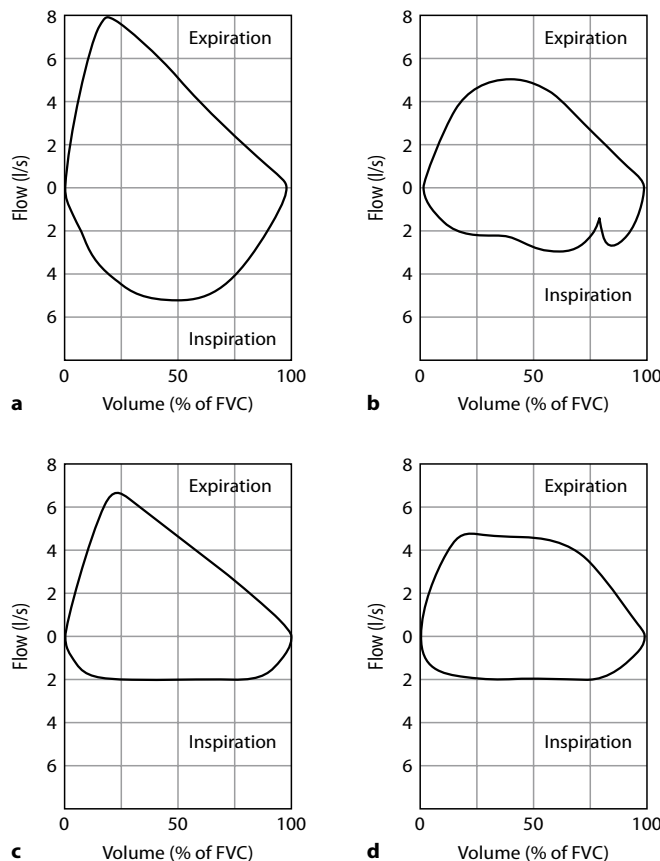 8
6
4
2
0
2
4
6
Flow (l/s)
Expiration
Inspiration
0
50
100
a
Volume (% of FVC)
8
6
4
2
0
2
4
6
Flow (l/s)
Expiration
Inspiration
0
50
100
b
Volume (% of FVC)
8
6
4
2
0
2
4
6
Flow (l/s)
Expiration
Inspiration
0
50
100
c
Volume (% of FVC)
8
6
4
2
0
2
4
6
Flow (l/s)
Expiration
Inspiration
0
50
100
d
Volume (% of FVC)